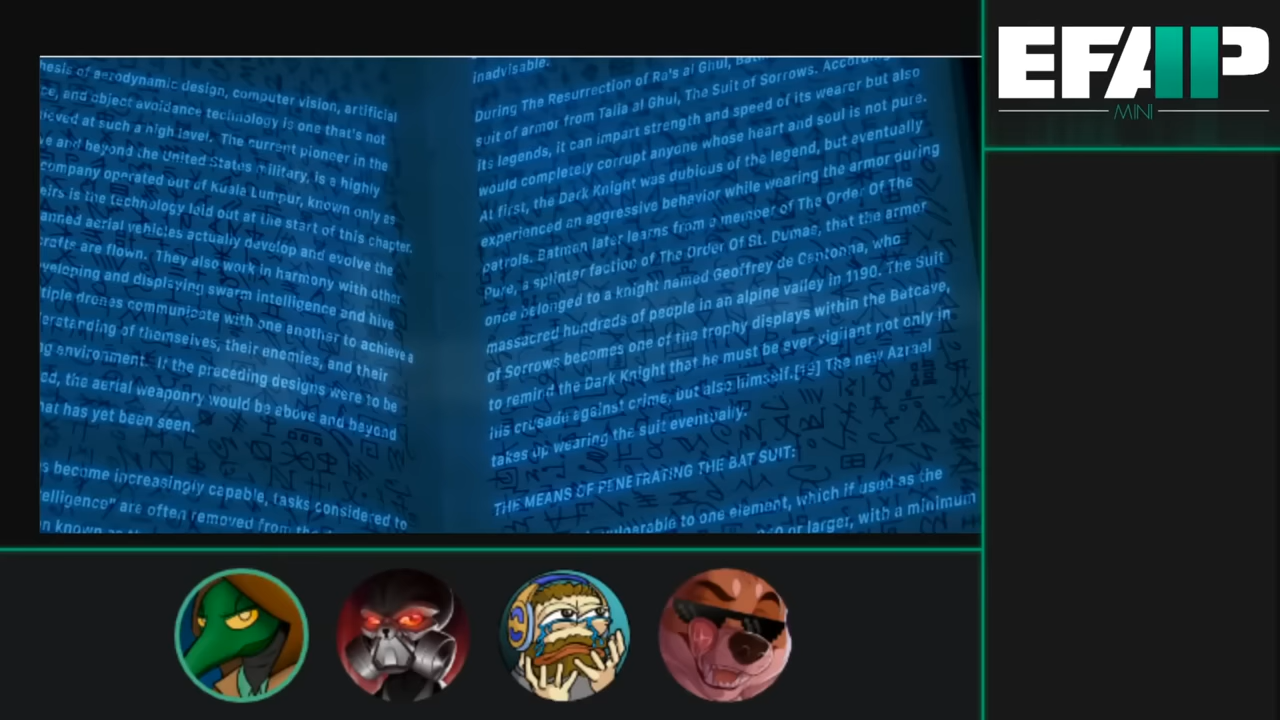 EFAP
MINI
hesis of aerodynamic design, computer vision, artificial
ce, and object avoidance technology is one that's not
ieved at such a high level. The current pioneer in the
ve and beyond the United States military, is a highly
company operated out of Kuala Lumpur, known only as
eirs is the technology laid out at the start of this chapter.
anned aerial vehicles actually develop and evolve the
crafts are flown. They also work in harmony with other
veloping and displaying swarm intelligence and hive
tiple drones communicate with one another to achieve a
erstanding of themselves, their enemies, and their
g environment. If the preceding designs were to be
ed, the aerial weaponry would be above and beyond
hat has yet been seen.
s become increasingly capable, tasks considered to
elligence" are often removed from the
n known as
inadvisable.
During The Resurrection of Ra's al Ghul,
suit of armor from Talia al Ghul, The Suit of Sorrows. According
its legends, it can impart strength and speed of its wearer but also
would completely corrupt anyone whose heart and soul is not pure.
At first, the Dark Knight was dubious of the legend, but eventually
experienced an aggressive behavior while wearing the armor during
patrols. Batman later learns from a member of The Order Of The
Pure, a splinter faction of The Order Of St. Dumas, that the armor
once belonged to a knight named Geoffrey de Cantonna, who
massacred hundreds of people in an alpine valley in 1190. The Suit
of Sorrows becomes one of the trophy displays within the Batcave,
to remind the Dark Knight that he must be ever vigilant not only in
his crusade against crime, but also himself.[19] The new Azrael
takes up wearing the suit eventually.
THE MEANS OF PENETRATING THE BAT SUIT:
vulnerable to one element, which if used as the
or larger, with a minimum